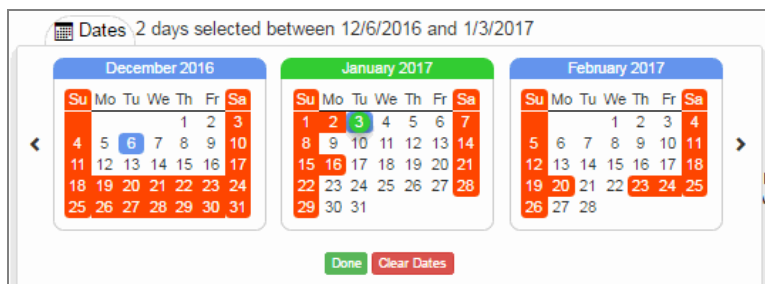 Dates 2 days selected between 12/6/2016 and 1/3/2017
December 2016
Su Mo Tu We Th Fr Sa
1 2 3
4 5 6 7 8 9 10
11 12 13 14 15 16 17
18 19 20 21 22 23 24
25 26 27 28 29 30 31
January 2017
Su Mo Tu We Th Fr Sa
1 2 3 4 5 6 7
8 9 10 11 12 13 14
15 16 17 18 19 20 21
22 23 24 25 26 27 28
29 30 31
February 2017
Su Mo Tu We Th Fr Sa
1 2 3 4
5 6 7 8 9 10 11
12 13 14 15 16 17 18
19 20 21 22 23 24 25
26 27 28
Done Clear Dates